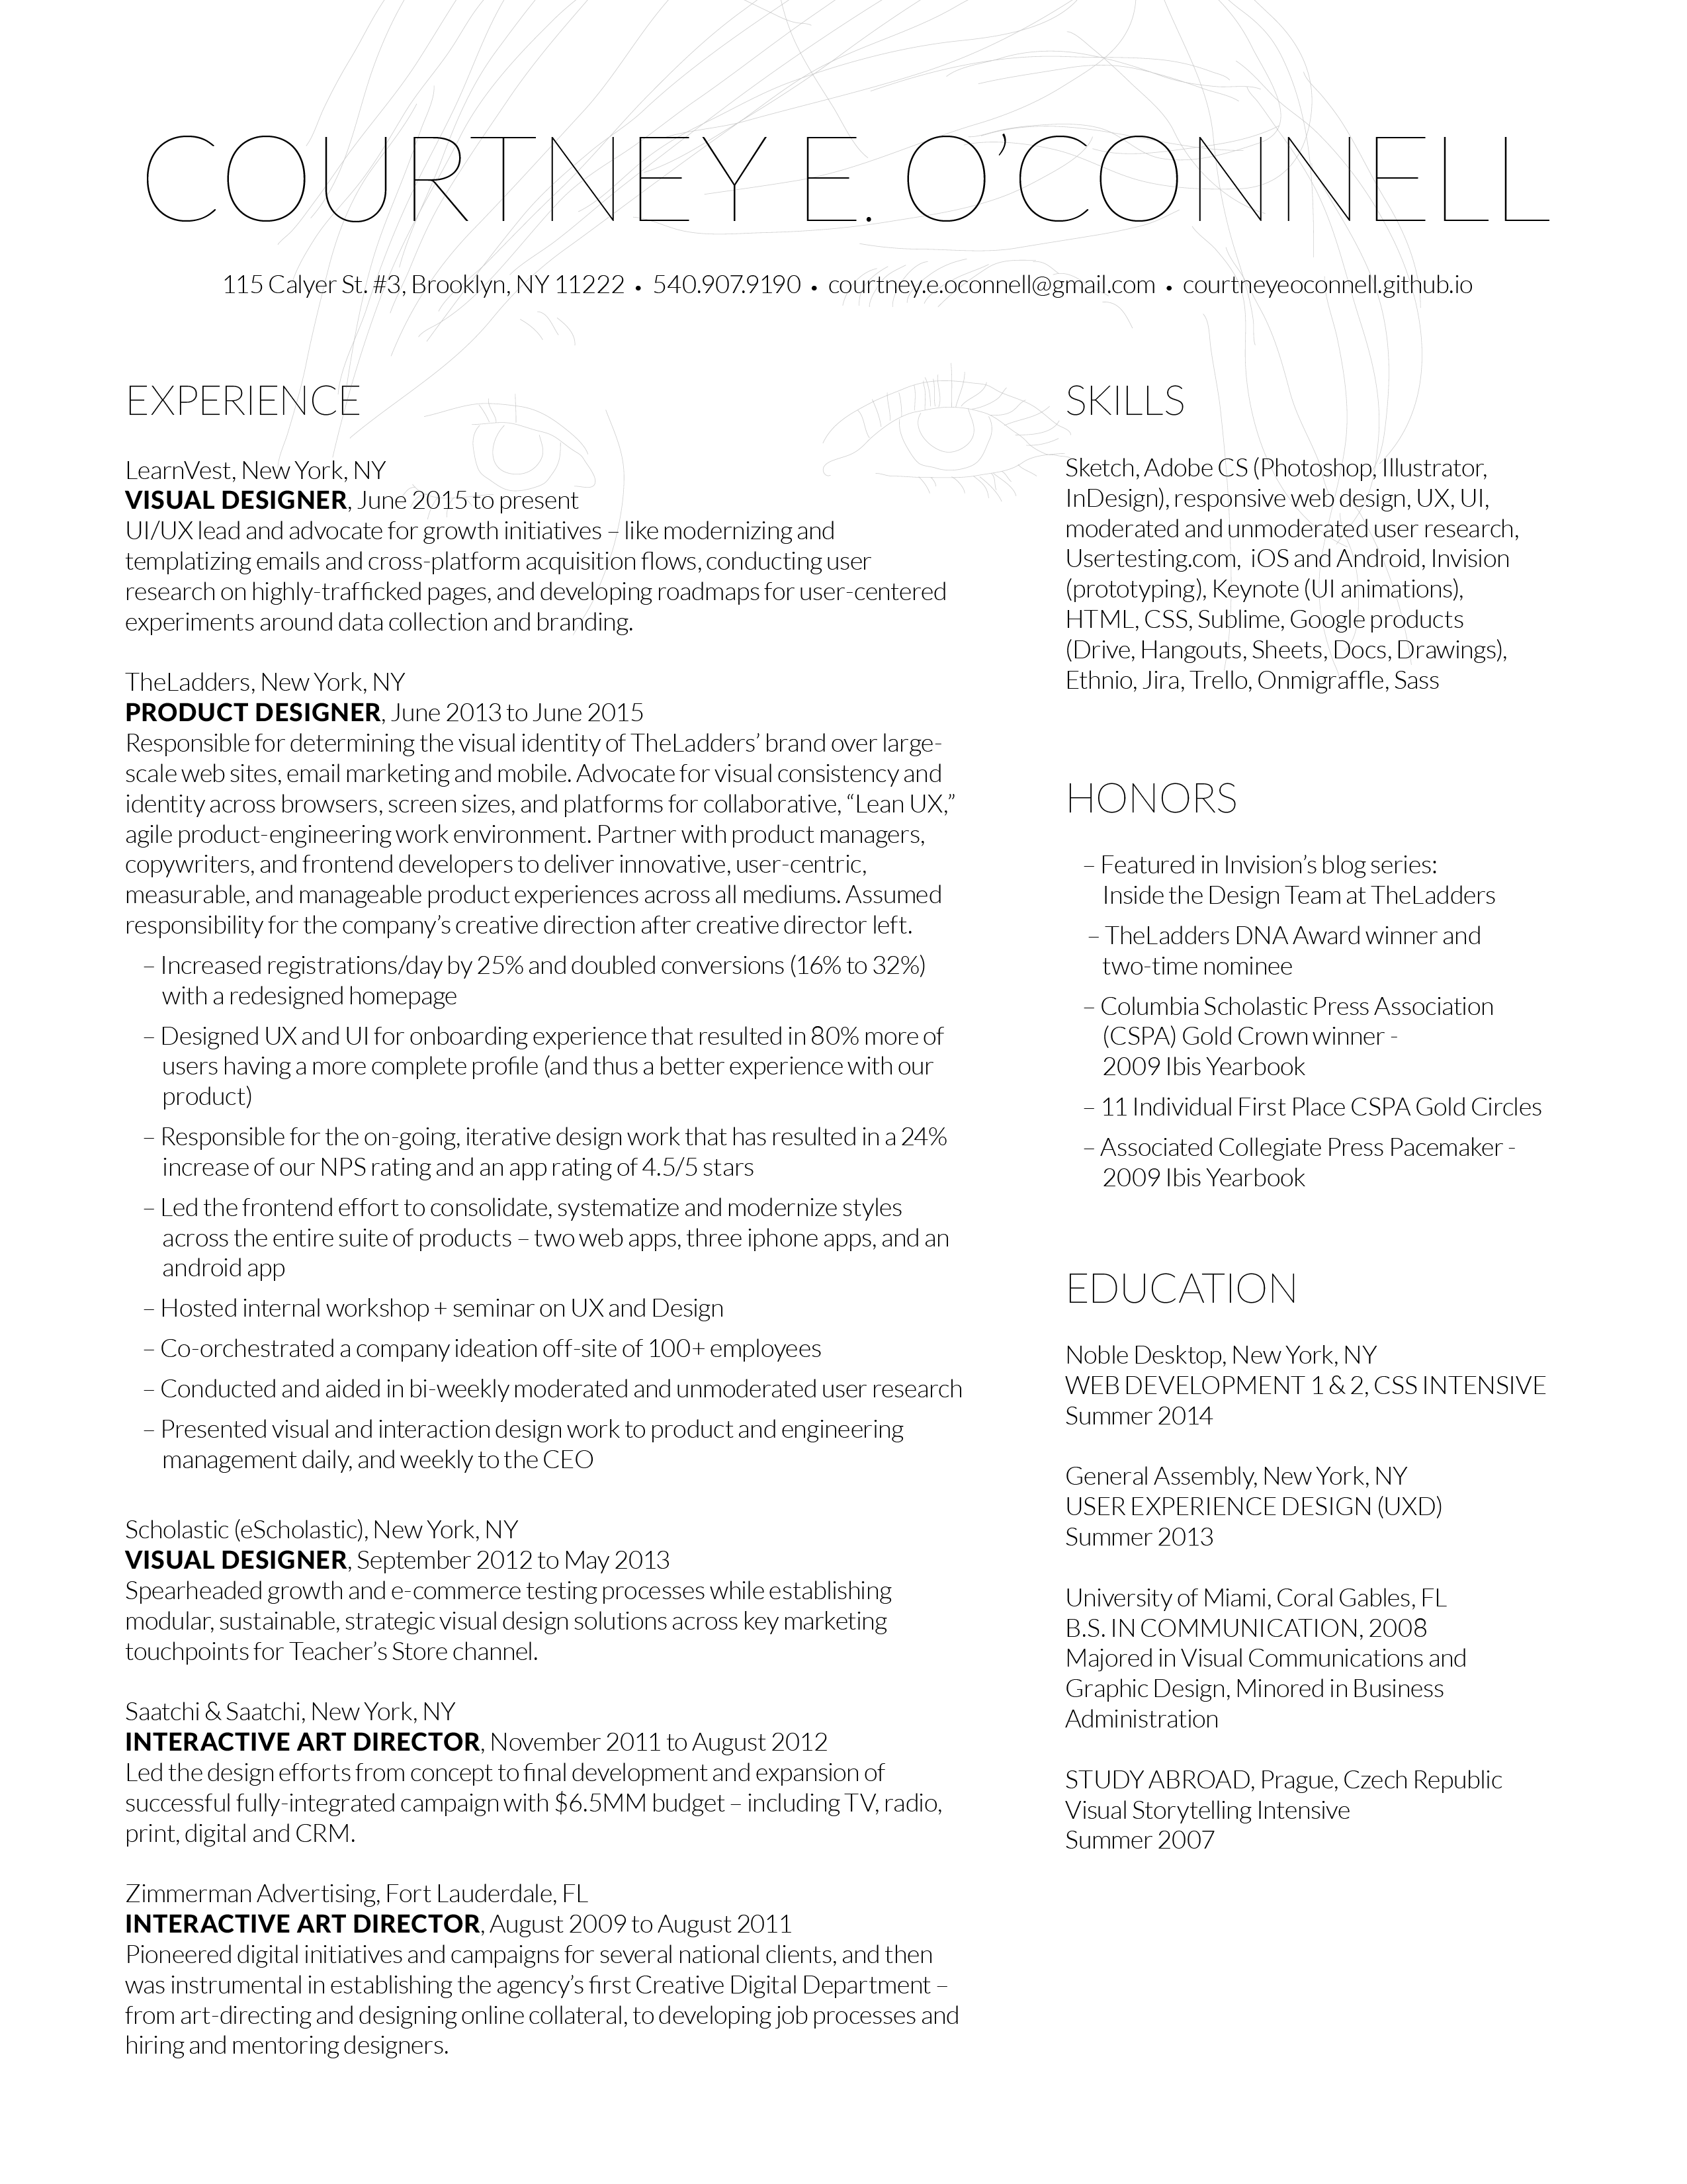 COURTNEY E. O’CONNELL
115 Calyer St. #3, Brooklyn, NY 11222 • 540.907.9190 • courtney.e.oconnell@gmail.com • courtneyeoconnell.github.io
EXPERIENCE
LearnVest, New York, NY
VISUAL DESIGNER, June 2015 to present
UI/UX lead and advocate for growth initiatives – like modernizing and
templatizing emails and cross-platform acquisition flows, conducting user
research on highly-trafficked pages, and developing roadmaps for user-centered
experiments around data collection and branding.
TheLadders, New York, NY
PRODUCT DESIGNER, June 2013 to June 2015
Responsible for determining the visual identity of TheLadders’ brand over large-
scale web sites, email marketing and mobile. Advocate for visual consistency and
identity across browsers, screen sizes, and platforms for collaborative, “Lean UX,”
agile product-engineering work environment. Partner with product managers,
copywriters, and frontend developers to deliver innovative, user-centric,
measurable, and manageable product experiences across all mediums. Assumed
responsibility for the company’s creative direction after creative director left.
– Increased registrations/day by 25% and doubled conversions (16% to 32%)
with a redesigned homepage
– Designed UX and UI for onboarding experience that resulted in 80% more of
users having a more complete profile (and thus a better experience with our
product)
– Responsible for the on-going, iterative design work that has resulted in a 24%
increase of our NPS rating and an app rating of 4.5/5 stars
– Led the frontend effort to consolidate, systematize and modernize styles
across the entire suite of products – two web apps, three iphone apps, and an
android app
– Hosted internal workshop + seminar on UX and Design
– Co-orchestrated a company ideation off-site of 100+ employees
– Conducted and aided in bi-weekly moderated and unmoderated user research
– Presented visual and interaction design work to product and engineering
management daily, and weekly to the CEO
Scholastic (eScholastic), New York, NY
VISUAL DESIGNER, September 2012 to May 2013
Spearheaded growth and e-commerce testing processes while establishing
modular, sustainable, strategic visual design solutions across key marketing
touchpoints for Teacher’s Store channel.
Saatchi & Saatchi, New York, NY
INTERACTIVE ART DIRECTOR, November 2011 to August 2012
Led the design efforts from concept to final development and expansion of
successful fully-integrated campaign with $6.5MM budget – including TV, radio,
print, digital and CRM.
Zimmerman Advertising, Fort Lauderdale, FL
INTERACTIVE ART DIRECTOR, August 2009 to August 2011
Pioneered digital initiatives and campaigns for several national clients, and then
was instrumental in establishing the agency’s first Creative Digital Department –
from art-directing and designing online collateral, to developing job processes and
hiring and mentoring designers.
SKILLS
Sketch, Adobe CS (Photoshop, Illustrator,
InDesign), responsive web design, UX, UI,
moderated and unmoderated user research,
Usertesting.com, iOS and Android, Invision
(prototyping), Keynote (UI animations),
HTML, CSS, Sublime, Google products
(Drive, Hangouts, Sheets, Docs, Drawings),
Ethnio, Jira, Trello, Onmigraffle, Sass
HONORS
– Featured in Invision’s blog series:
Inside the Design Team at TheLadders
– TheLadders DNA Award winner and
two-time nominee
– Columbia Scholastic Press Association
(CSPA) Gold Crown winner -
2009 Ibis Yearbook
– 11 Individual First Place CSPA Gold Circles
– Associated Collegiate Press Pacemaker -
2009 Ibis Yearbook
EDUCATION
Noble Desktop, New York, NY
WEB DEVELOPMENT 1 & 2, CSS INTENSIVE
Summer 2014
General Assembly, New York, NY
USER EXPERIENCE DESIGN (UXD)
Summer 2013
University of Miami, Coral Gables, FL
B.S. IN COMMUNICATION, 2008
Majored in Visual Communications and
Graphic Design, Minored in Business
Administration
STUDY ABROAD, Prague, Czech Republic
Visual Storytelling Intensive
Summer 2007